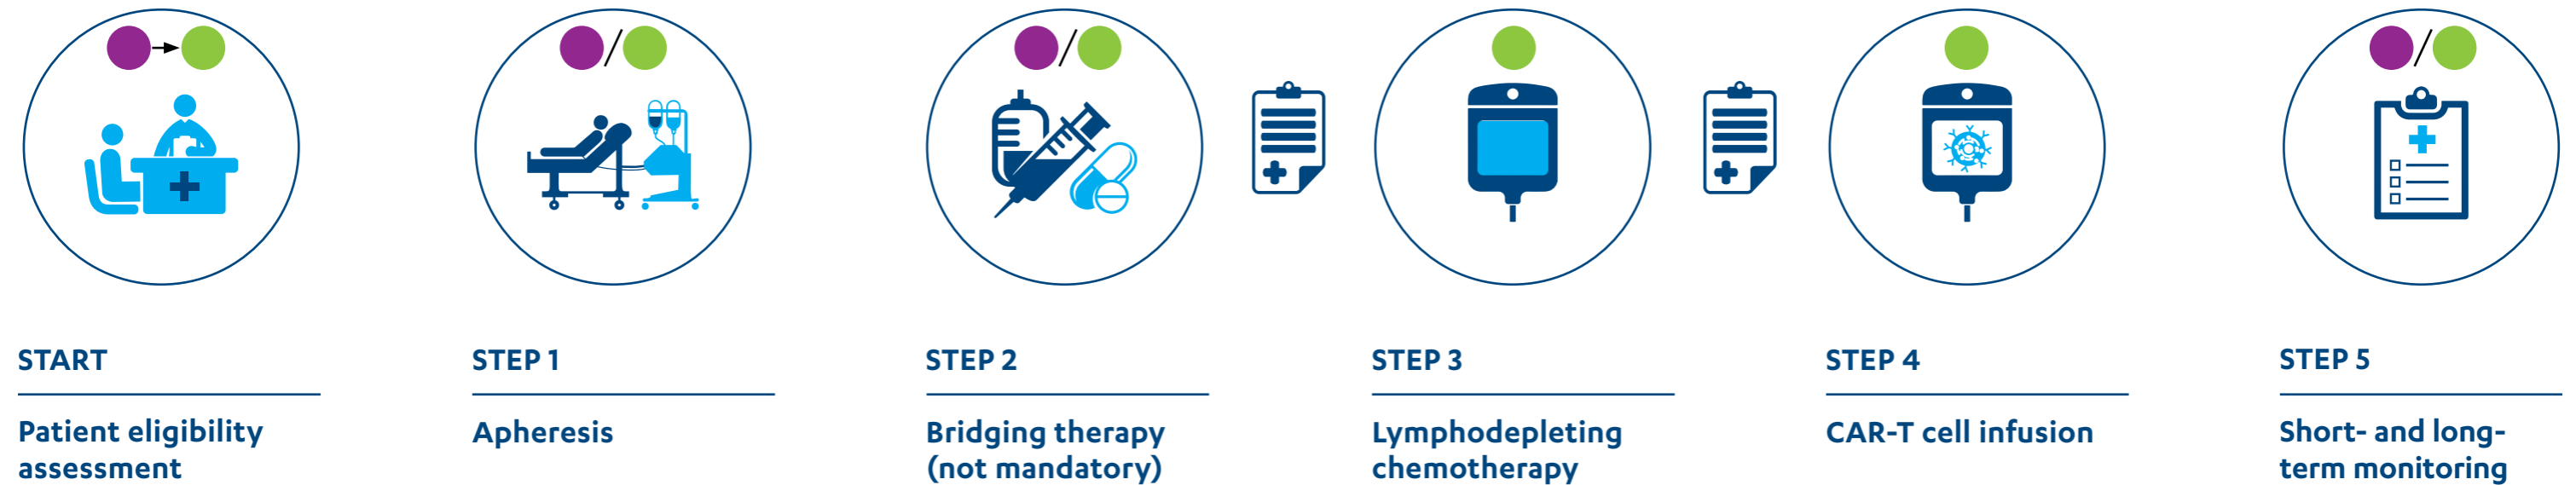 START
Patient eligibility
assessment
STEP 1
Apheresis
STEP 2
Bridging therapy
(not mandatory)
STEP 3
Lymphodepleting
chemotherapy
STEP 4
CAR-T cell infusion
STEP 5
Short- and long-
term monitoring